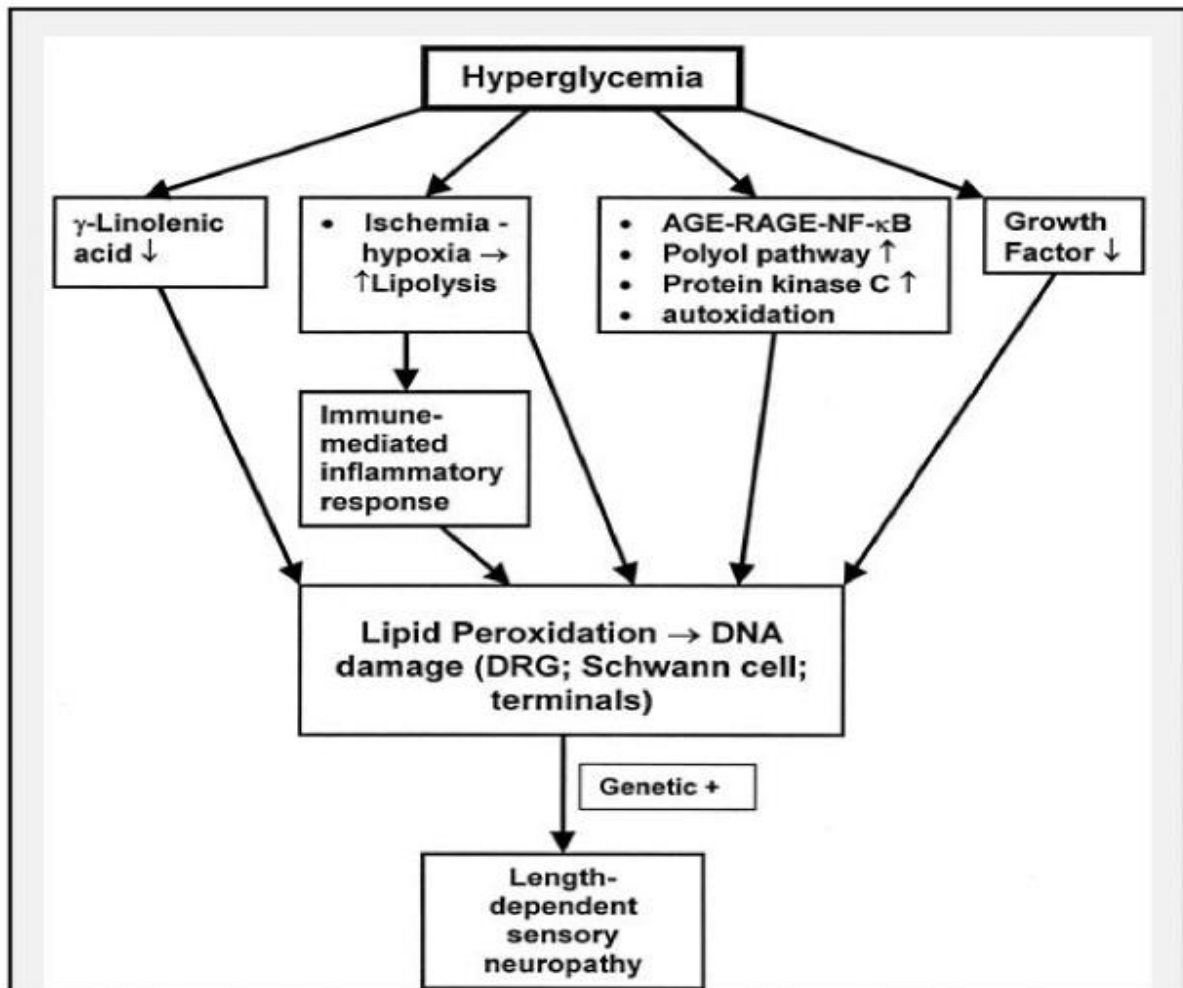 Hyperglycemia
γ-Linolenic
acid ↓
• Ischemia -
hypoxia →
↑Lipolysis
• AGE-RAGE-NF-κB
• Polyol pathway ↑
• Protein kinase C ↑
• autoxidation
Growth
Factor ↓
Immune-
mediated
inflammatory
response
Lipid Peroxidation → DNA
damage (DRG; Schwann cell;
terminals)
Genetic +
Length-
dependent
sensory
neuropathy